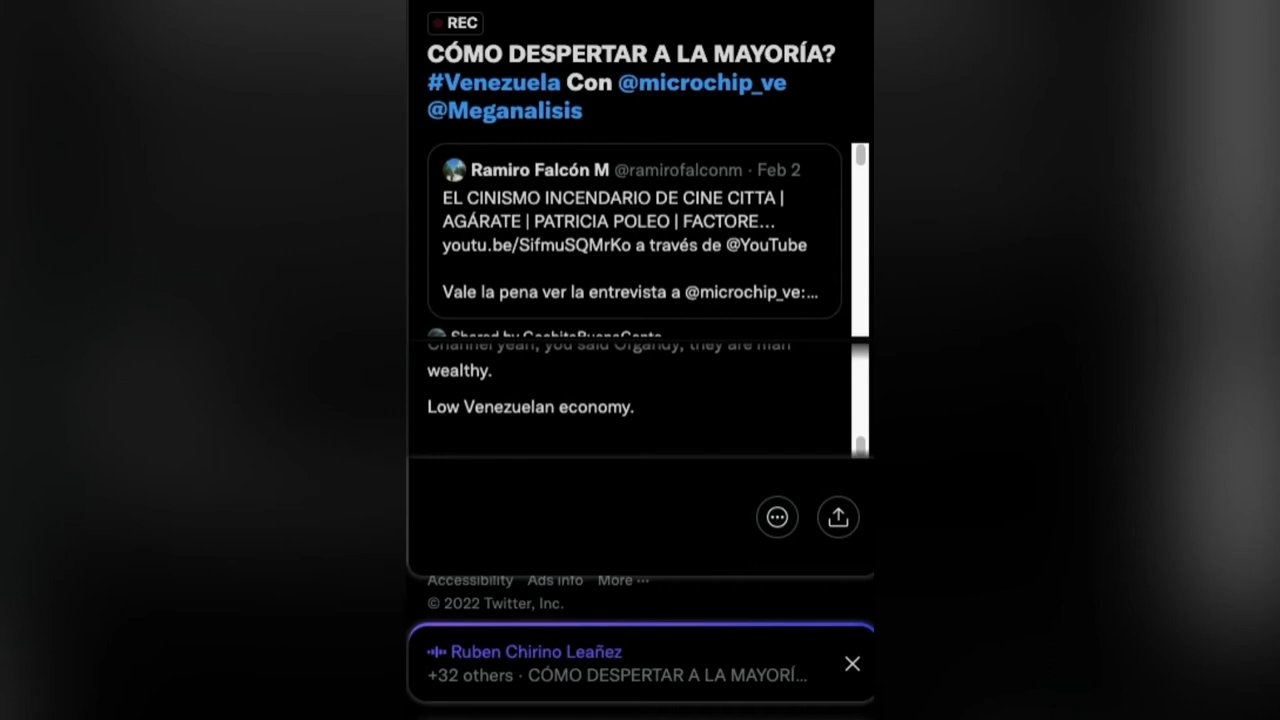 REC
CÓMO DESPERTAR A LA MAYORÍA?
#Venezuela Con @microchip_ve
@Meganalisis
Ramiro Falcón M @ramirofalconm · Feb 2
EL CINISMO INCENDARIO DE CINE CITTA |
AGÁRATE | PATRICIA POLEO | FACTORE...
youtu.be/SifmuSQMrKo a través de @YouTube
Vale la pena ver la entrevista a @microchip_ve:...
Shared by
Channel yeah, you said Organdy, they are man
wealthy.
Low Venezuelan economy.
Accessibility Ads info More ...
© 2022 Twitter, Inc.
Ruben Chirino Leañez
+32 others · CÓMO DESPERTAR A LA MAYORÍ...